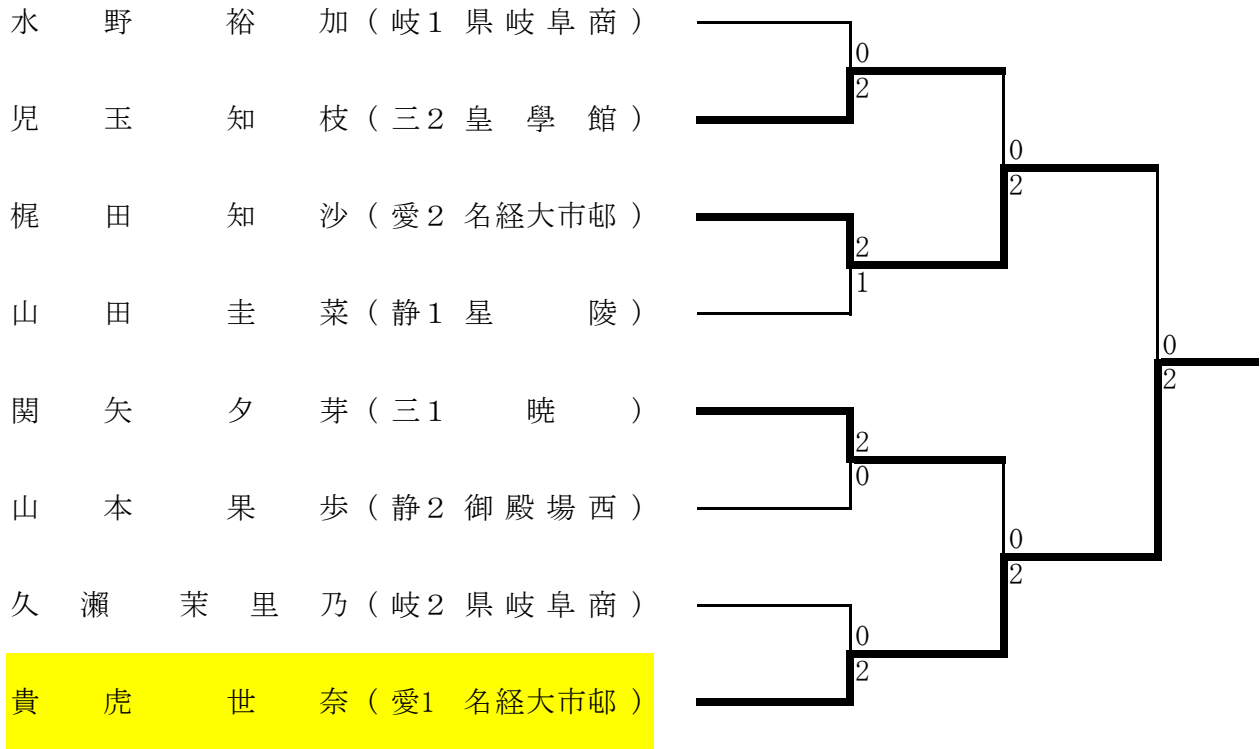 水野裕加（岐１ 県岐阜商）
0
2
児玉知枝（三２ 皇學館）
0
2
梶田知沙（愛２ 名経大市邨）
2
1
山田圭菜（静１ 星陵）
0
2
関矢夕芽（三１ 暁）
2
0
山本果歩（静２ 御殿場西）
0
2
久瀬茉里乃（岐２ 県岐阜商）
0
2
貴虎世奈（愛1 名経大市邨）